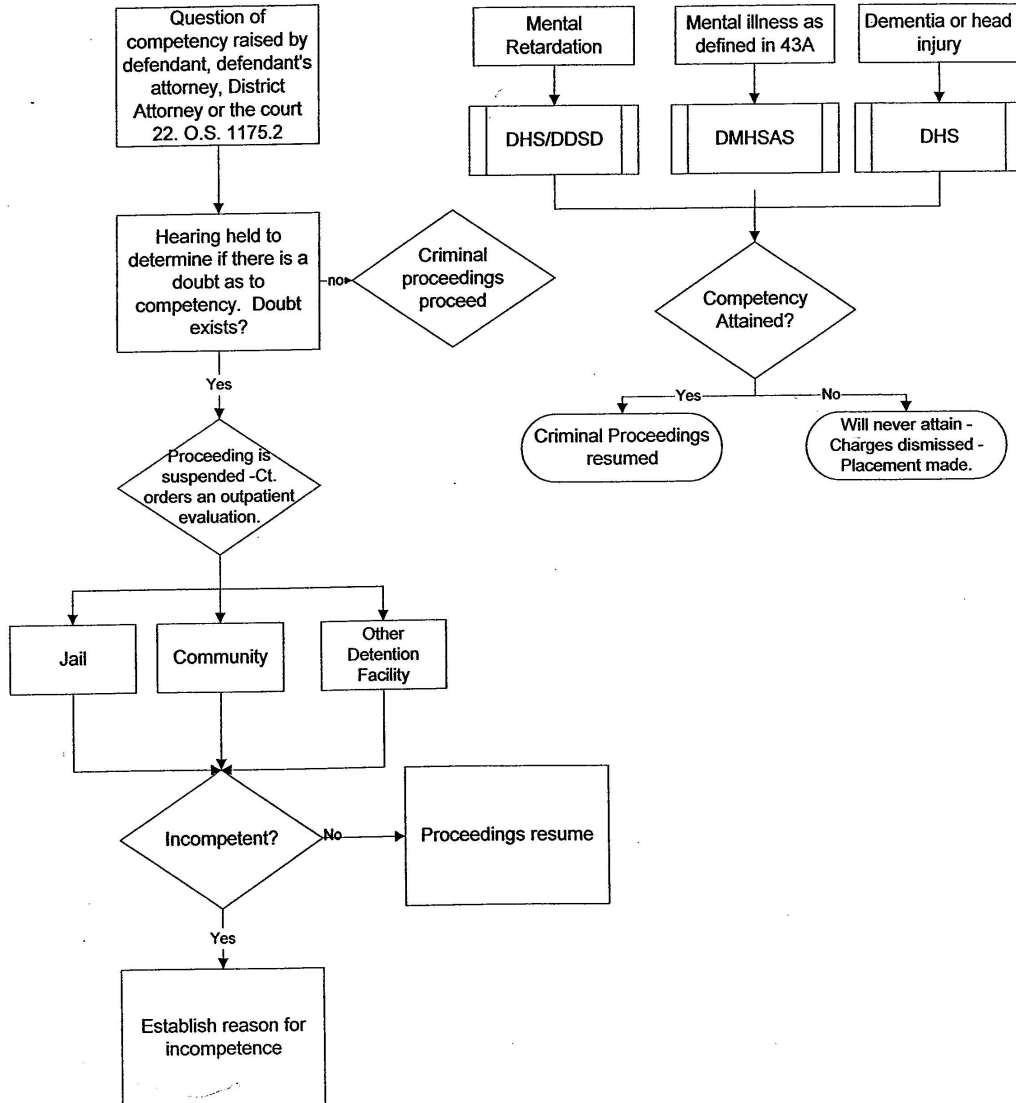 Question of
competency raised by
defendant, defendant's
attorney, District
Attorney or the court
22. O.S. 1175.2
Hearing held to
determine if there is a
doubt as to
competency. Doubt
exists?
no
Criminal
proceedings
proceed
Yes
Proceeding is
suspended -Ct.
orders an outpatient
evaluation.
Jail
Community
Other
Detention
Facility
Incompetent?
No
Proceedings resume
Yes
Establish reason for
incompetence
Mental
Retardation
Mental illness as
defined in 43A
Dementia or head
injury
DHS/DDSD
DMHSAS
DHS
Competency
Attained?
Yes
No
Criminal Proceedings
resumed
Will never attain -
Charges dismissed -
Placement made.